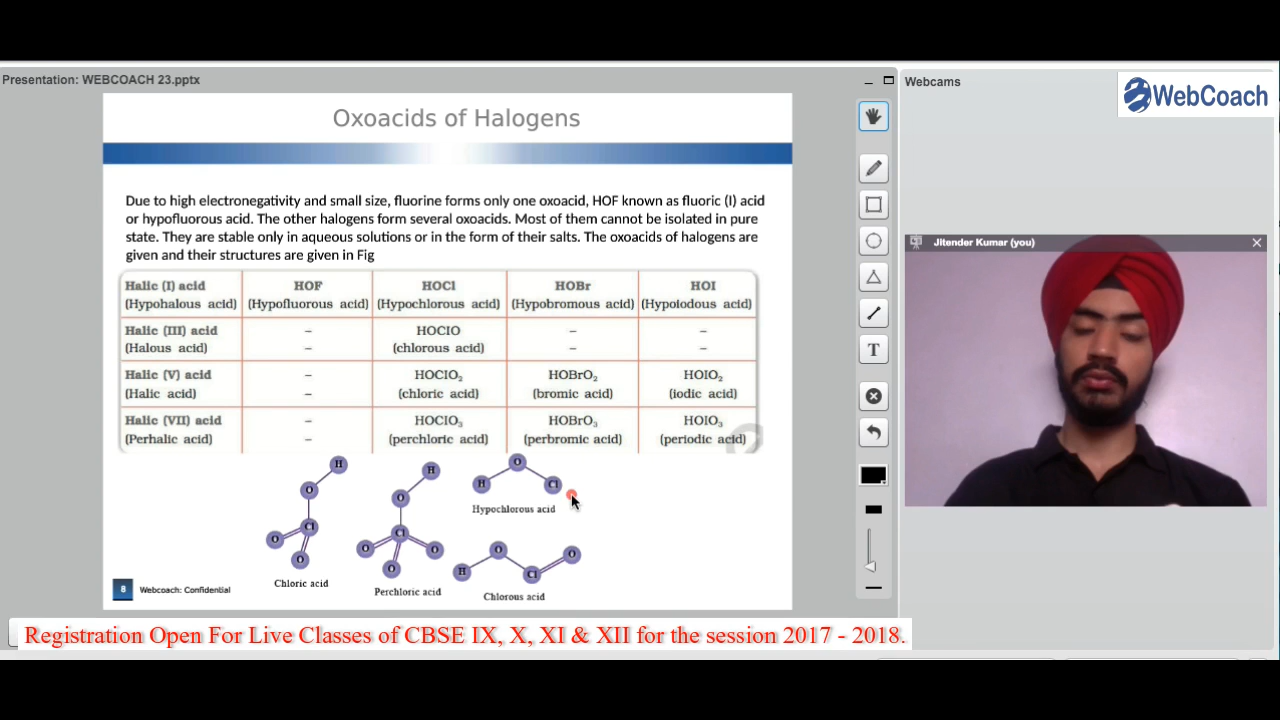 Presentation: WEBCOACH 23.pptx
Webcams
WebCoach
Oxoacids of Halogens
Due to high electronegativity and small size, fluorine forms only one oxoacid, HOF known as fluoric (I) acid
or hypofluorous acid. The other halogens form several oxoacids. Most of them cannot be isolated in pure
state. They are stable only in aqueous solutions or in the form of their salts. The oxoacids of halogens are
given and their structures are given in Fig
Jitender Kumar (you)
Halic (I) acid HOF HOCl HOBr HOI
(Hypohalous acid) (Hypofluorous acid) (Hypochlorous acid) (Hypobromous acid) (Hypoiodous acid)
Halic (III) acid – HOCIO – –
(Halous acid) – (chlorous acid) – –
Halic (V) acid – HOCIO₂ HOBrO₂ HOIO₂
(Halic acid) – (chloric acid) (bromic acid) (iodic acid)
Halic (VII) acid – HOCIO₃ HOBrO₃ HOIO₃
(Perhalic acid) – (perchloric acid) (perbromic acid) (periodic acid)
T
H
O
Cl
O
O
Chloric acid
H
O
Cl
O
O
O
Perchloric acid
O
H Cl
Hypochlorous acid
O O
H Cl
Chlorous acid
8 Webcoach: Confidential
Registration Open For Live Classes of CBSE IX, X, XI & XII for the session 2017 - 2018.